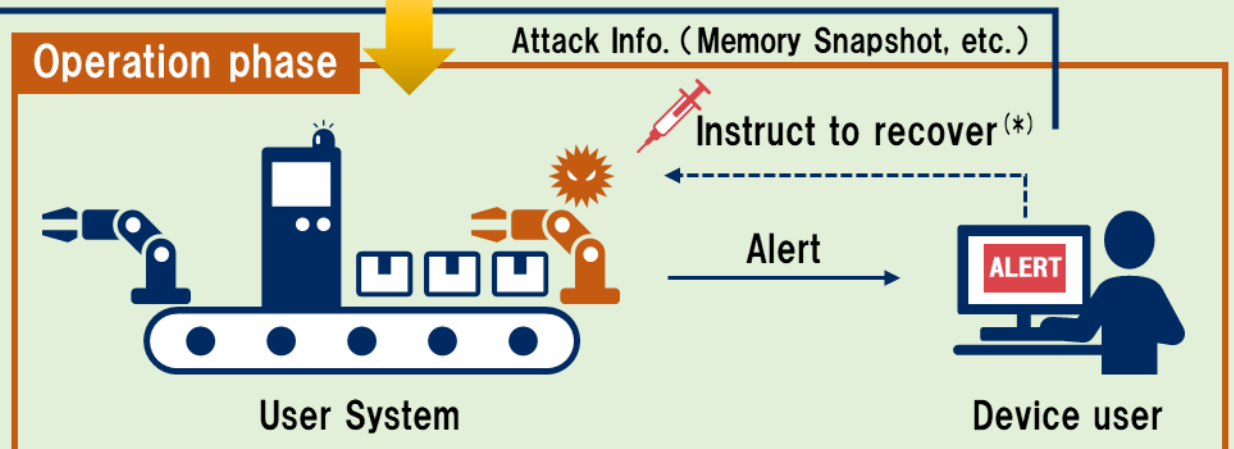 Attack Info. (Memory Snapshot, etc.)
Operation phase
Instruct to recover(*)
Alert
ALERT
User System
Device user